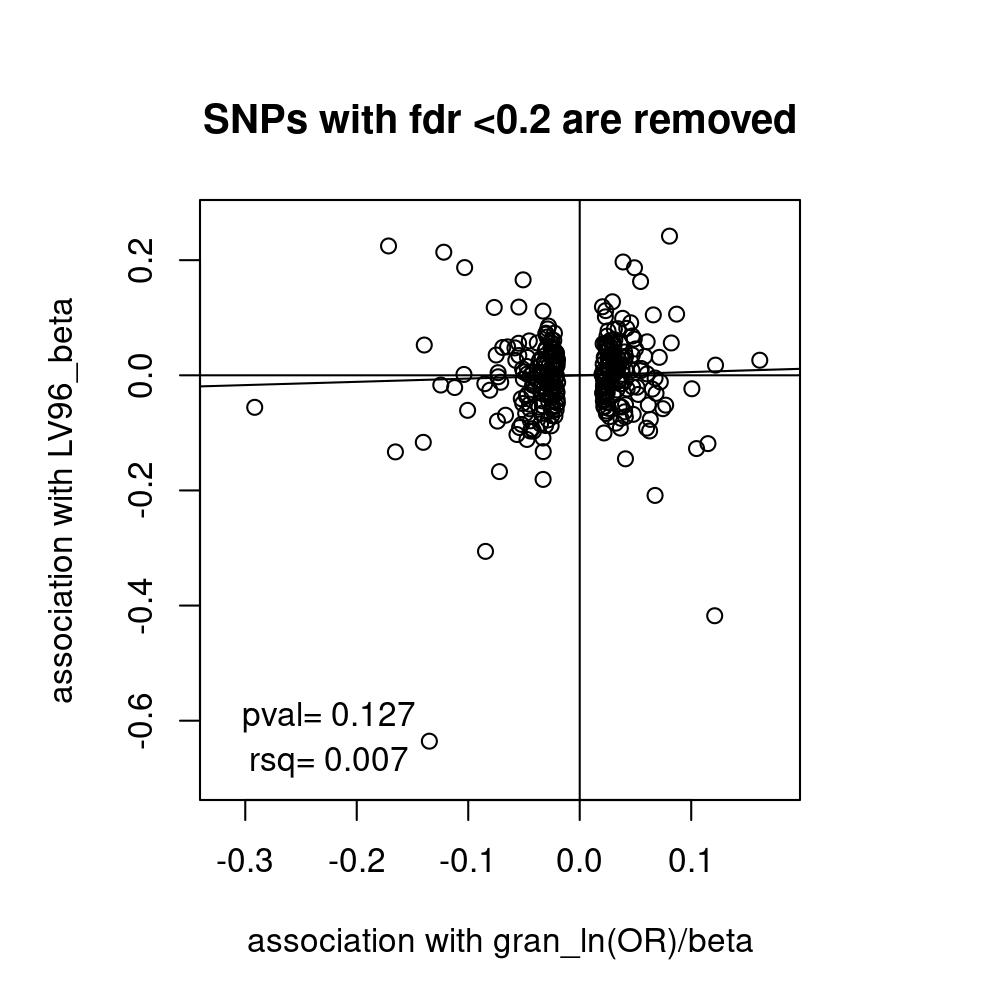 SNPs with fdr <0.2 are removed
association with LV96_beta
0.2
0.0
-0.2
-0.4
-0.6
pval= 0.127
rsq= 0.007
-0.3
-0.2
-0.1
0.0
0.1
association with gran_ln(OR)/beta